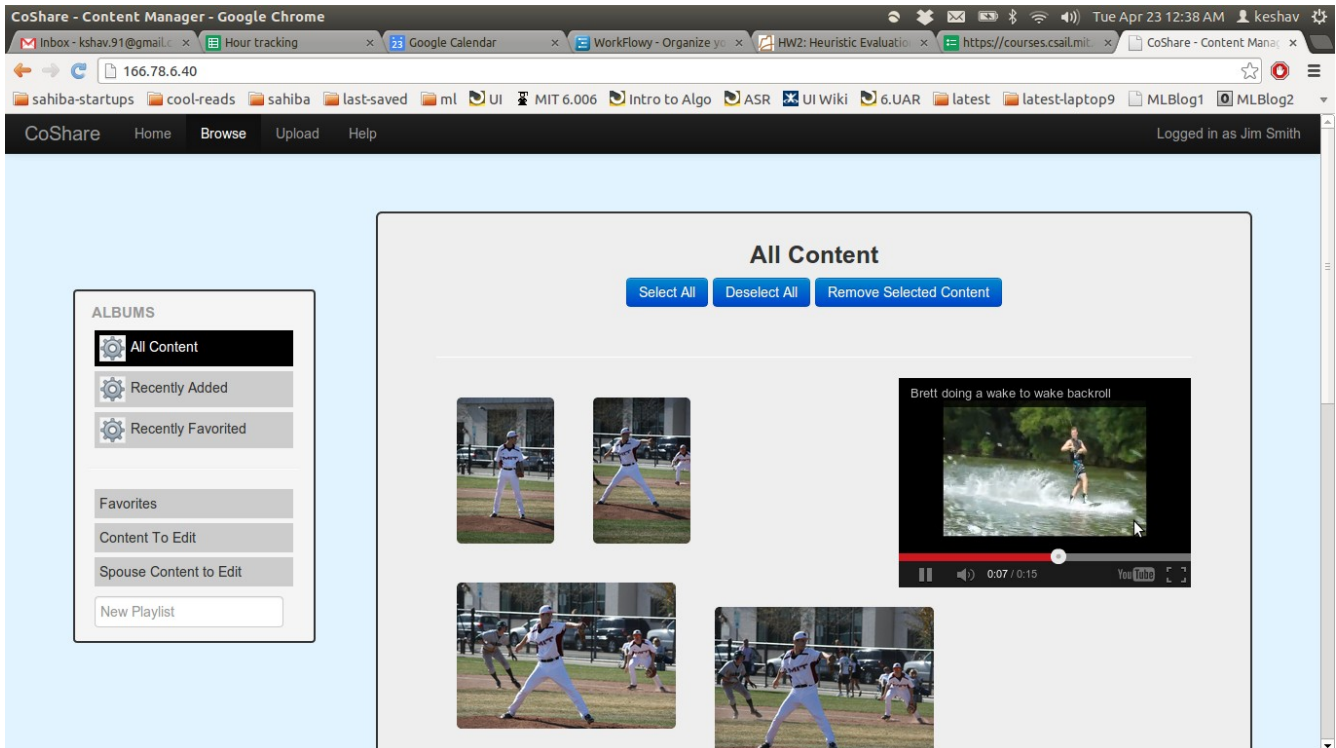 CoShare - Content Manager - Google Chrome
Tue Apr 23 12:38 AM keshav
Inbox - kshav.91@gmail.c
Hour tracking
23 Google Calendar
WorkFlowy - Organize yo
HW2: Heuristic Evaluation
https://courses.csail.mit.
CoShare - Content Manag
166.78.6.40
sahiba-startups cool-reads sahiba last-saved ml UI MIT 6.006 Intro to Algo ASR UI Wiki 6.UAR latest latest-laptop9 MLBlog1 MLBlog2
CoShare Home Browse Upload Help Logged in as Jim Smith
ALBUMS
All Content
Recently Added
Recently Favorited
Favorites
Content To Edit
Spouse Content to Edit
New Playlist
All Content
Select All Deselect All Remove Selected Content
Brett doing a wake to wake backroll
0:07 / 0:15 YouTube